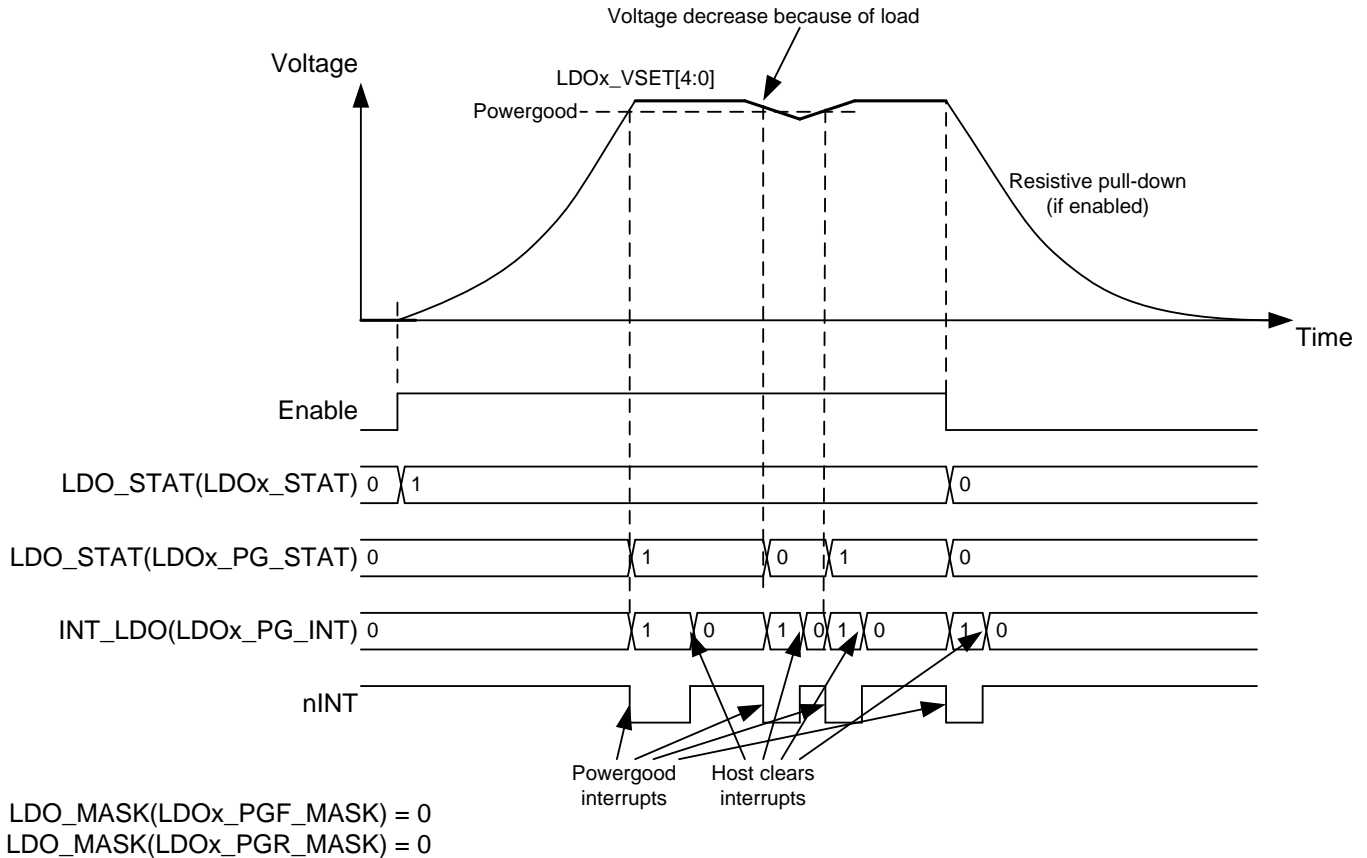 Voltage decrease because of load
Voltage
LDOx_VSET[4:0]
Powergood
Resistive pull-down
(if enabled)
Time
Enable
LDO_STAT(LDOx_STAT) 0 1 0
LDO_STAT(LDOx_PG_STAT) 0 1 0 1 0
INT_LDO(LDOx_PG_INT) 0 1 0 1 0 1 0 1 0
nINT
Powergood
interrupts
Host clears
interrupts
LDO_MASK(LDOx_PGF_MASK) = 0
LDO_MASK(LDOx_PGR_MASK) = 0